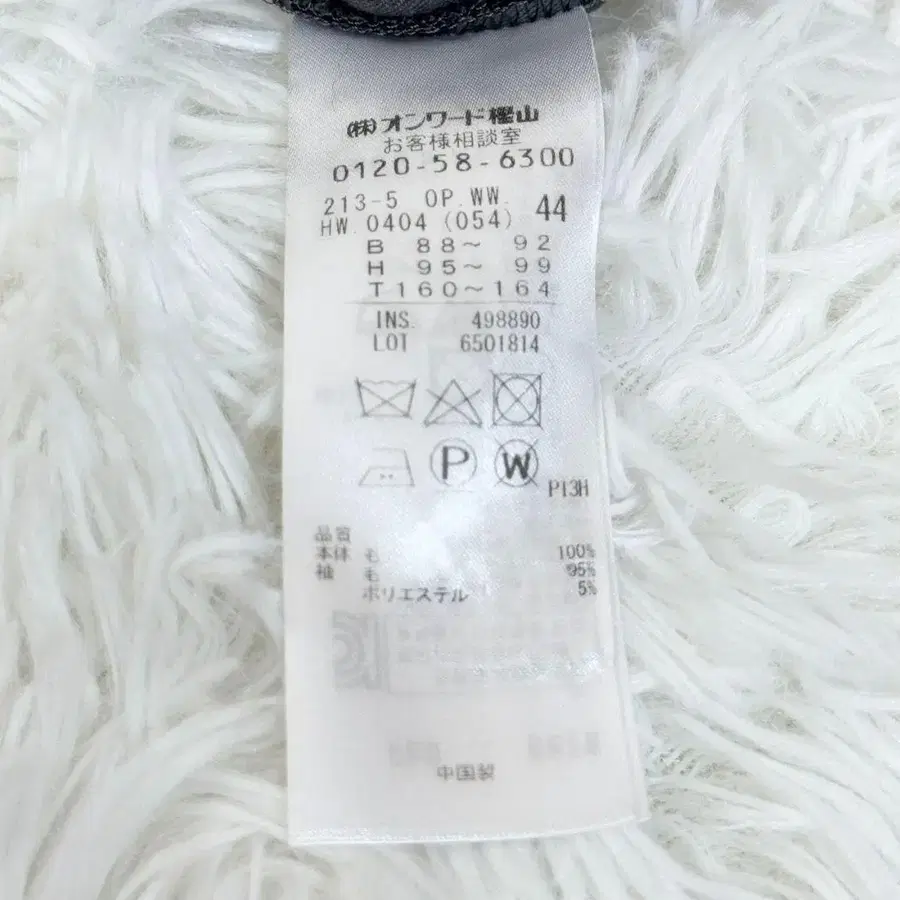 (株)オンワード樫山
お客様相談室
0120-58-6300
213-5 OP.WW.
HW.0404 (054) 44
B 88～ 92
H 95～ 99
T160～164
INS. 498890
LOT 6501814
P
W
P13H
品質
本体 毛 100%
袖 毛 95%
ポリエステル 5%
中国製